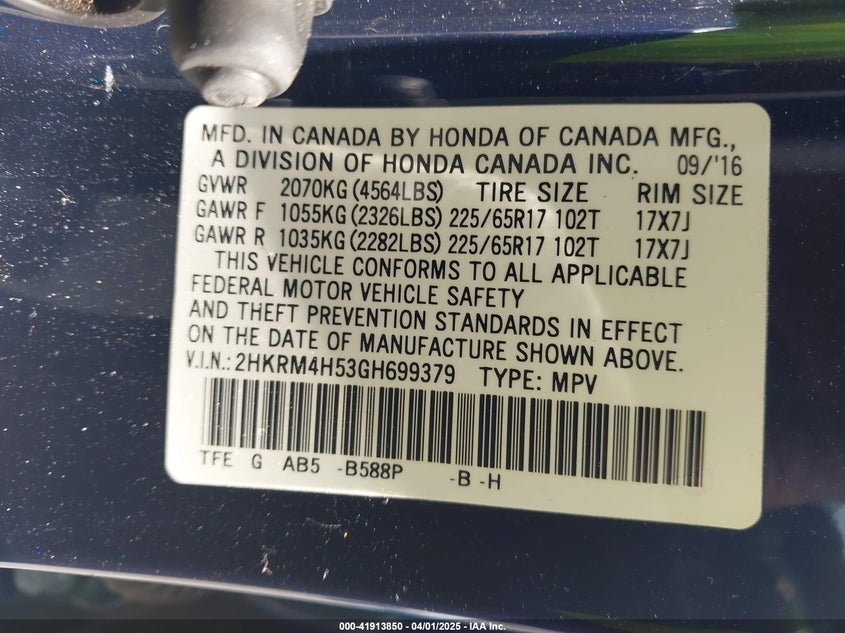 MFD. IN CANADA BY HONDA OF CANADA MFG.,
A DIVISION OF HONDA CANADA INC. 09/'16
GVWR 2070KG (4564LBS) TIRE SIZE RIM SIZE
GAWR F 1055KG (2326LBS) 225/65R17 102T 17X7J
GAWR R 1035KG (2282LBS) 225/65R17 102T 17X7J
THIS VEHICLE CONFORMS TO ALL APPLICABLE
FEDERAL MOTOR VEHICLE SAFETY
AND THEFT PREVENTION STANDARDS IN EFFECT
ON THE DATE OF MANUFACTURE SHOWN ABOVE.
V.I.N.: 2HKRM4H53GH699379 TYPE: MPV
TFE G AB5 -B588P -B -H
000-41913850 - 04/01/2025 - IAA Inc.